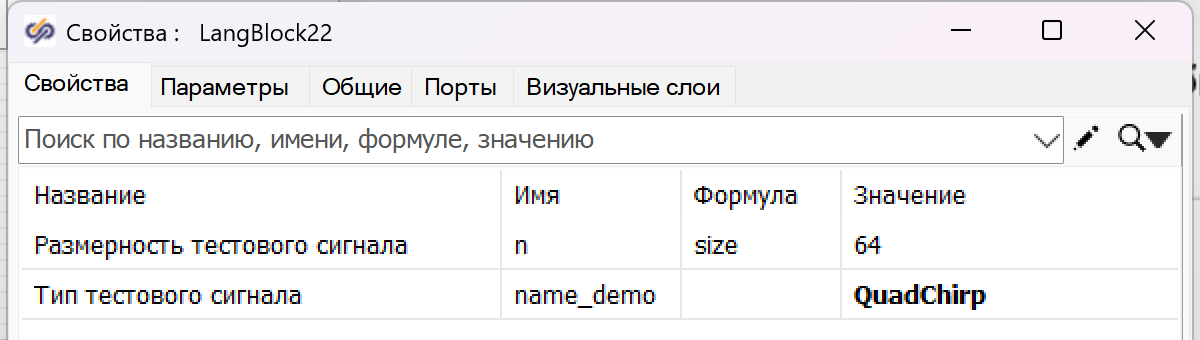 Свойства : LangBlock22
Свойства Параметры Общие Порты Визуальные слои
Поиск по названию, имени, формуле, значению
Название Имя Формула Значение
Размерность тестового сигнала n size 64
Тип тестового сигнала name_demo QuadChirp